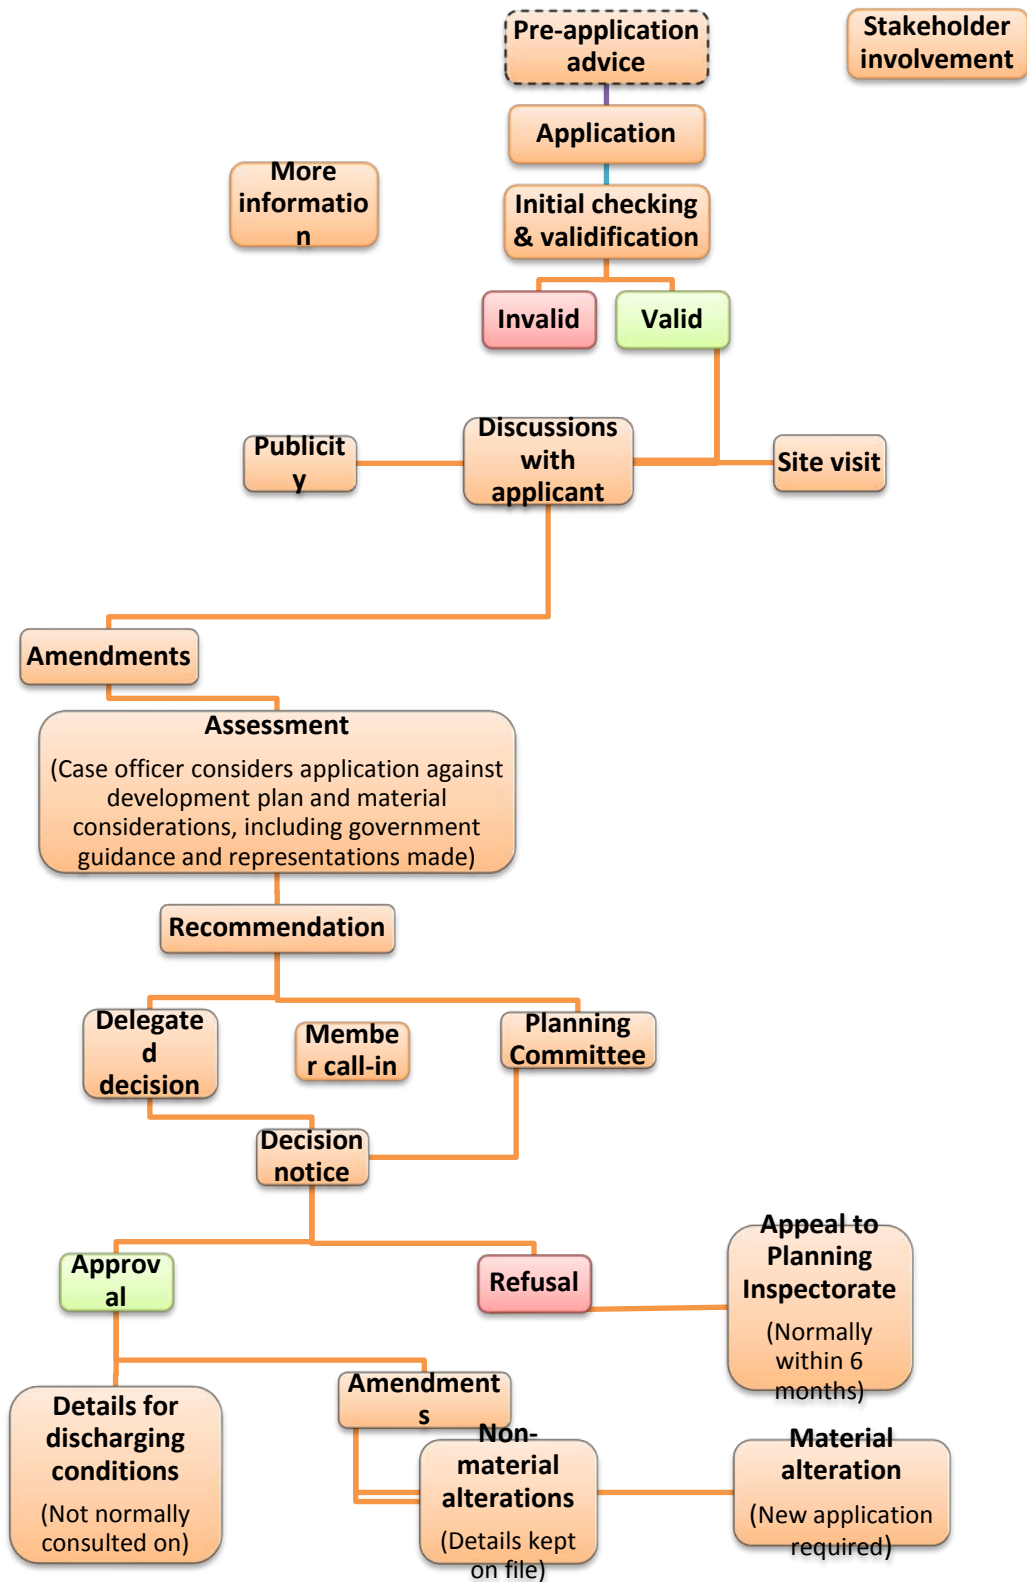 Pre-application
advice
Stakeholder
involvement
Application
More
informatio
n
Initial checking
& validification
Invalid
Valid
Publicit
y
Discussions
with
applicant
Site visit
Amendments
Assessment
(Case officer considers application against
development plan and material
considerations, including government
guidance and representations made)
Recommendation
Delegate
d
decision
Membe
r call-in
Planning
Committee
Decision
notice
Approv
al
Refusal
Appeal to
Planning
Inspectorate
(Normally
within 6
months)
Details for
discharging
conditions
(Not normally
consulted on)
Amendment
s
Non-
material
alterations
(Details kept
on file)
Material
alteration
(New application
required)